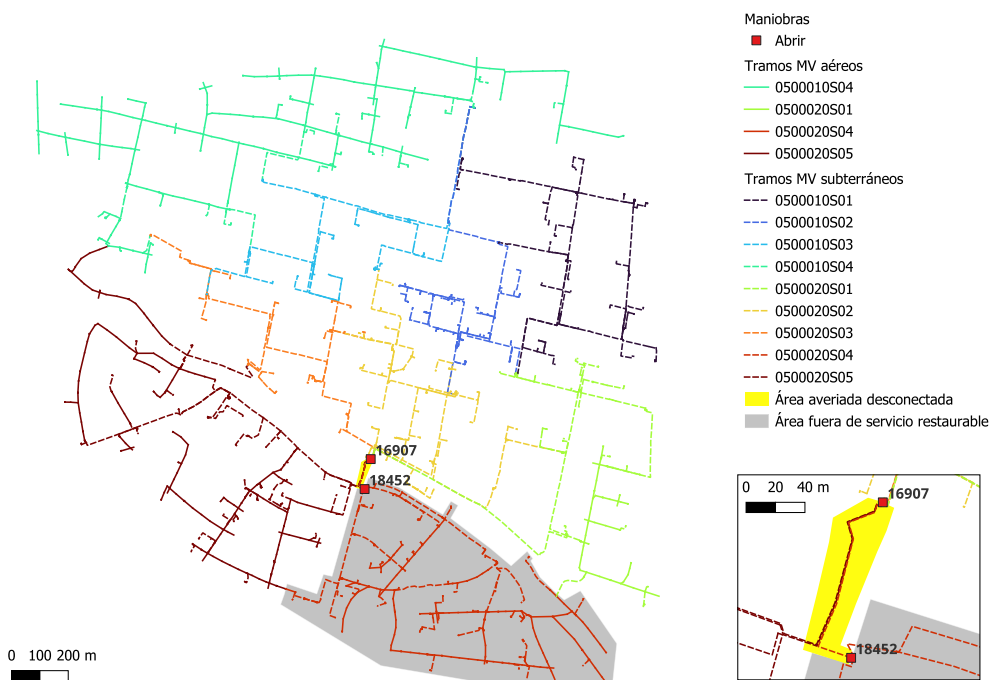 Maniobras
Abrir
Tramos MV aéreos
0500010S04
0500020S01
0500020S04
0500020S05
Tramos MV subterráneos
0500010S01
0500010S02
0500010S03
0500010S04
0500020S01
0500020S02
0500020S03
0500020S04
0500020S05
Área averiada desconectada
Área fuera de servicio restaurable
16907
18452
0 100 200 m
0 20 40 m
16907
18452